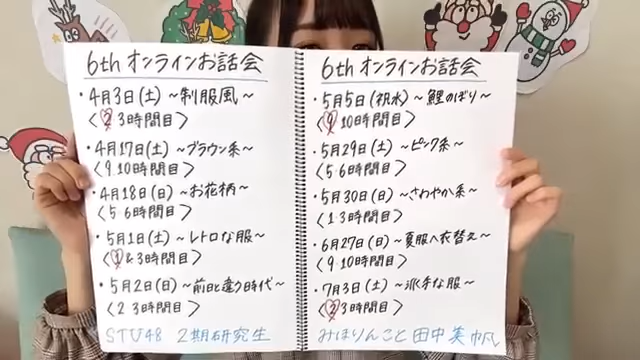 6th オンラインお話会
・4月3日(土) ~制服風~
<2 3時間目>
・4月17日(土) ~ブラウン系~
<9.10時間目>
・4月18日(日) ~お花柄~
<5 6時間目>
・5月1日(土) ~レトロな服~
<1 & 3時間目>
・5月2日(日) ~前日と違う時代~
<2 3時間目>
STU48 2期研究生
6th オンラインお話会
・5月5日(祝水) ~鯉のぼり~
<9 10時間目>
・5月29日(土) ~ピンク系~
<5 6時間目>
・5月30日(日) ~さわやか系~
<1 3時間目>
・6月27日(日) ~夏服へ衣替え~
<9 10時間目>
・7月3日(土) ~派手な服~
<2 3時間目>
みほりんこと 田中美帆